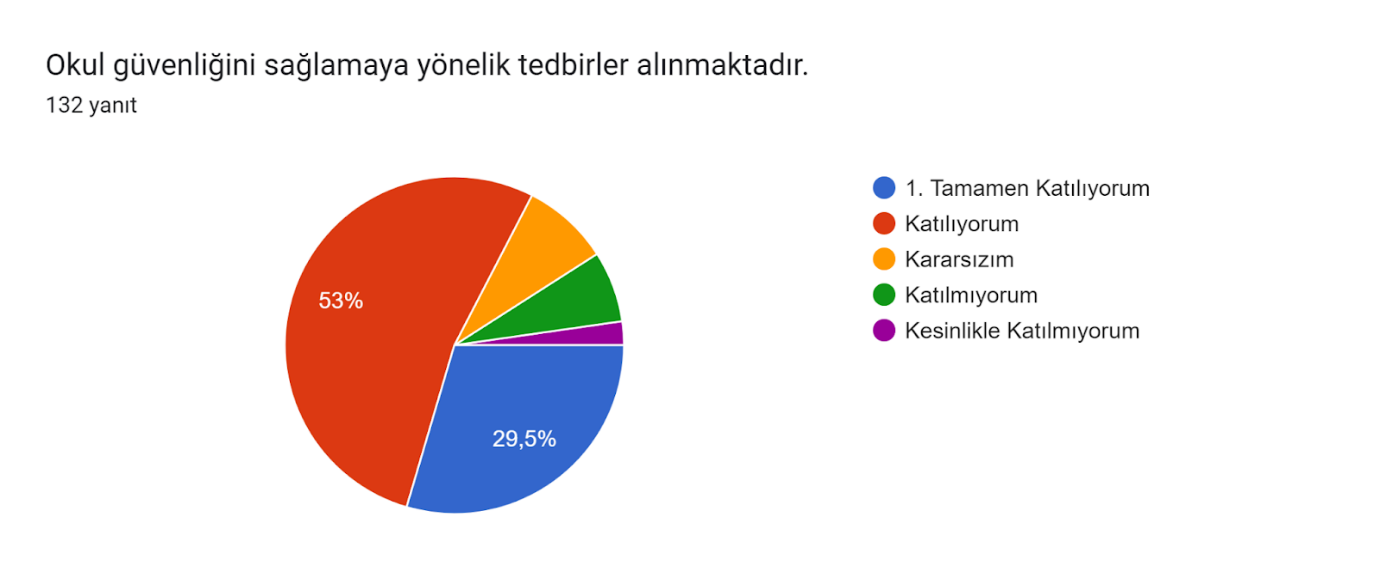 Okul güvenliğini sağlamaya yönelik tedbirler alınmaktadır.
132 yanıt
53%
29,5%
1. Tamamen Katılıyorum
Katılıyorum
Kararsızım
Katılmıyorum
Kesinlikle Katılmıyorum